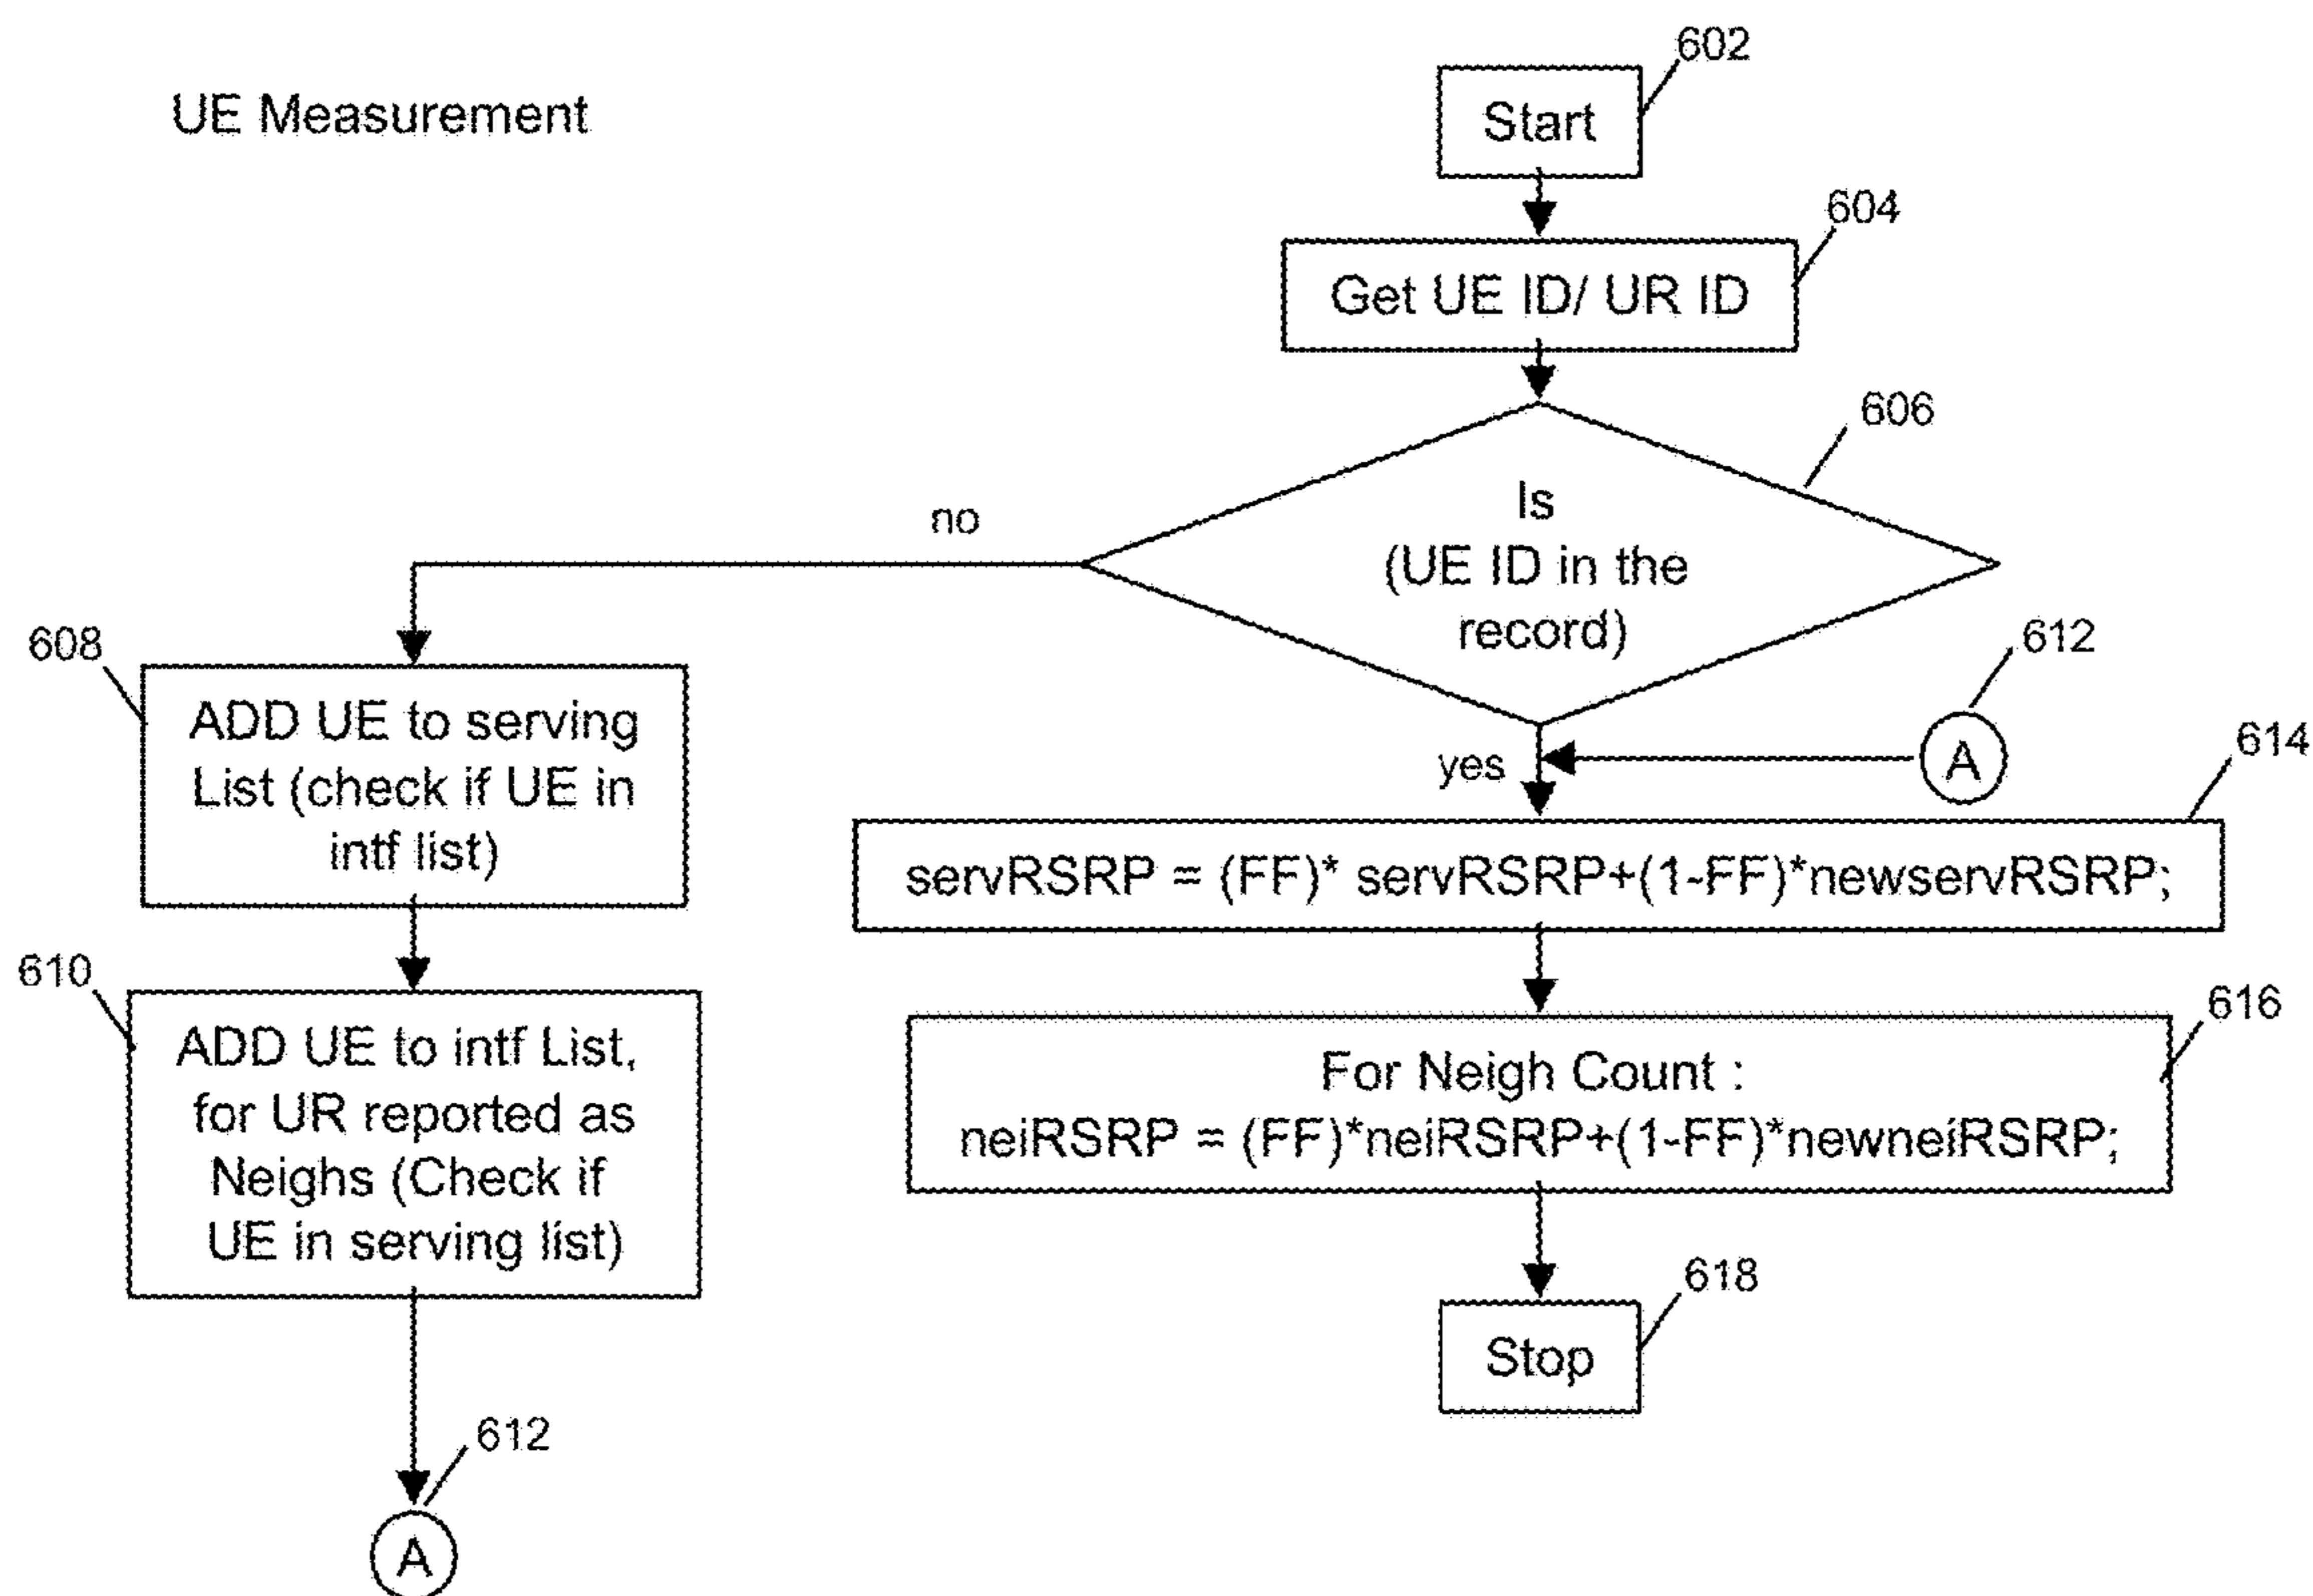 UE Measurement
602
Start
604
Get UE ID/ UR ID
606
Is
(UE ID in the
record)
no
yes
608
ADD UE to serving
List (check if UE in
intf list)
610
ADD UE to intf List,
for UR reported as
Neighs (Check if
UE in serving list)
612
A
612
A
614
servRSRP = (FF)* servRSRP+(1-FF)*newservRSRP;
616
For Neigh Count :
neiRSRP = (FF)*neiRSRP+(1-FF)*newneiRSRP;
618
Stop